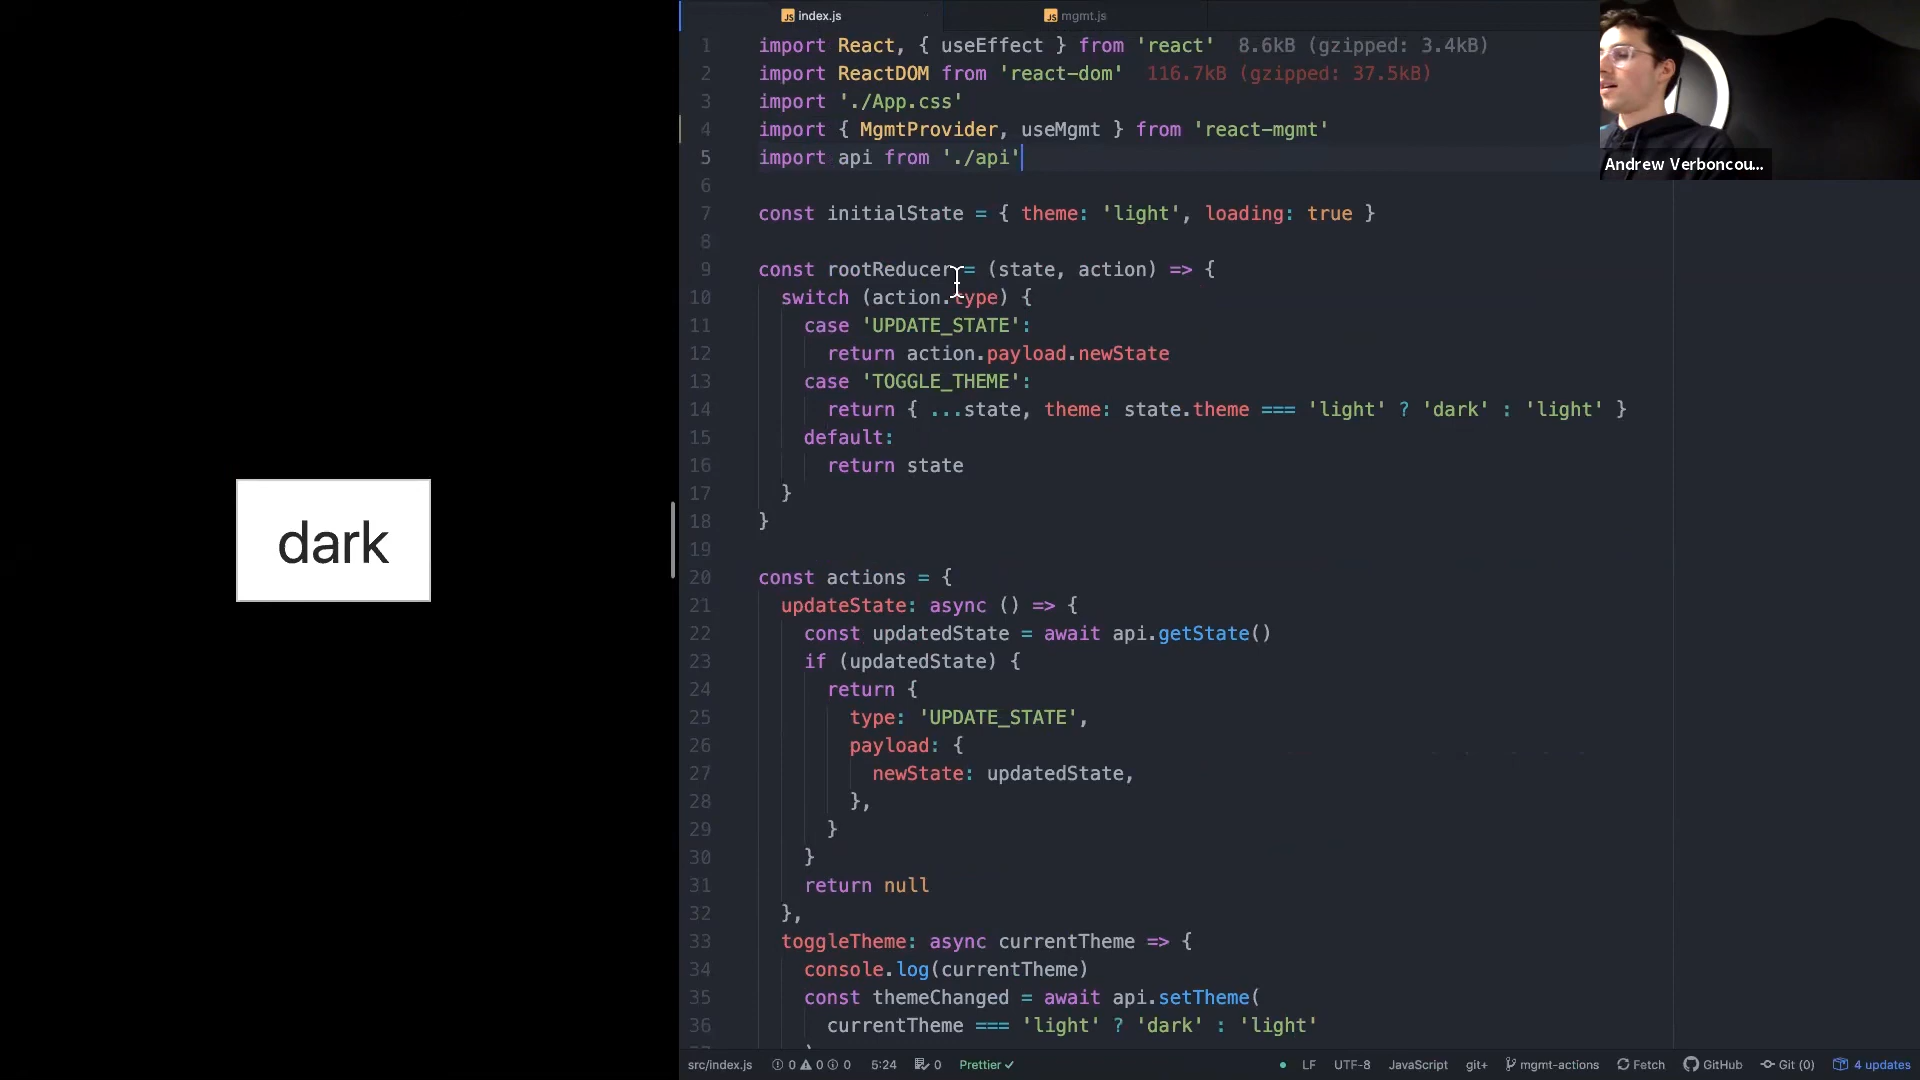 index.js
mgmt.js
1 import React, { useEffect } from 'react' 8.6kB (gzipped: 3.4kB)
2 import ReactDOM from 'react-dom' 116.7kB (gzipped: 37.5kB)
3 import './App.css'
4 import { MgmtProvider, useMgmt } from 'react-mgmt'
5 import api from './api'
6
7 const initialState = { theme: 'light', loading: true }
8
9 const rootReducer = (state, action) => {
10 switch (action.type) {
11 case 'UPDATE_STATE':
12 return action.payload.newState
13 case 'TOGGLE_THEME':
14 return { ...state, theme: state.theme === 'light' ? 'dark' : 'light' }
15 default:
16 return state
17 }
18 }
19
20 const actions = {
21 updateState: async () => {
22 const updatedState = await api.getState()
23 if (updatedState) {
24 return {
25 type: 'UPDATE_STATE',
26 payload: {
27 newState: updatedState,
28 },
29 }
30 }
31 return null
32 },
33 toggleTheme: async currentTheme => {
34 console.log(currentTheme)
35 const themeChanged = await api.setTheme(
36 currentTheme === 'light' ? 'dark' : 'light'
dark
Andrew Verboncou...
src/index.js 0 0 0 5:24 0 Prettier ✓ LF UTF-8 JavaScript git+ mgmt-actions Fetch GitHub Git (0) 4 updates